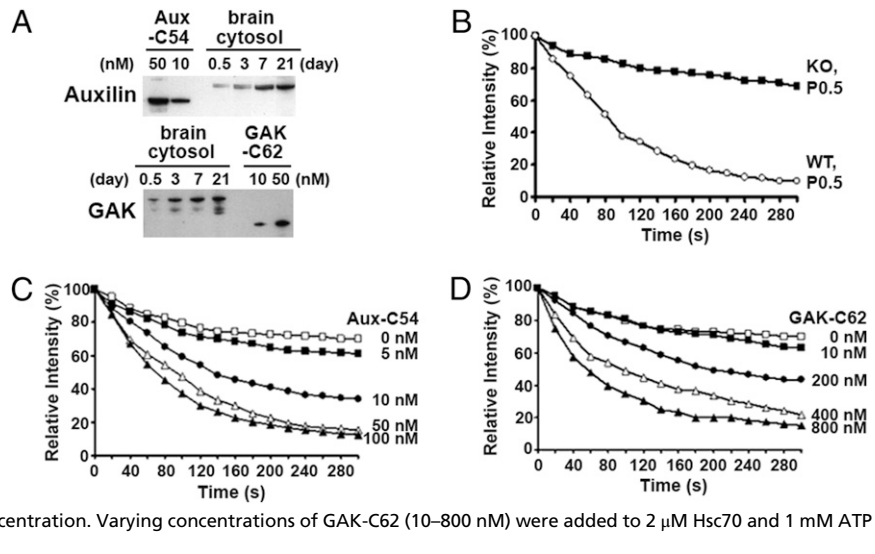 A
Aux
-C54
brain
cytosol
(nM) 50 10 0.5 3 7 21 (day)
Auxilin
brain
cytosol
GAK
-C62
(day) 0.5 3 7 21 10 50 (nM)
GAK
B
Relative Intensity (%)
100
80
60
40
20
0
0 40 80 120 160 200 240 280
Time (s)
KO,
P0.5
WT,
P0.5
C
Relative Intensity (%)
100
80
60
40
20
0
0 40 80 120 160 200 240 280
Time (s)
Aux-C54
0 nM
5 nM
10 nM
50 nM
100 nM
D
Relative Intensity (%)
100
80
60
40
20
0
0 40 80 120 160 200 240 280
Time (s)
GAK-C62
0 nM
10 nM
200 nM
400 nM
800 nM
centration. Varying concentrations of GAK-C62 (10–800 nM) were added to 2 μM Hsc70 and 1 mM ATP